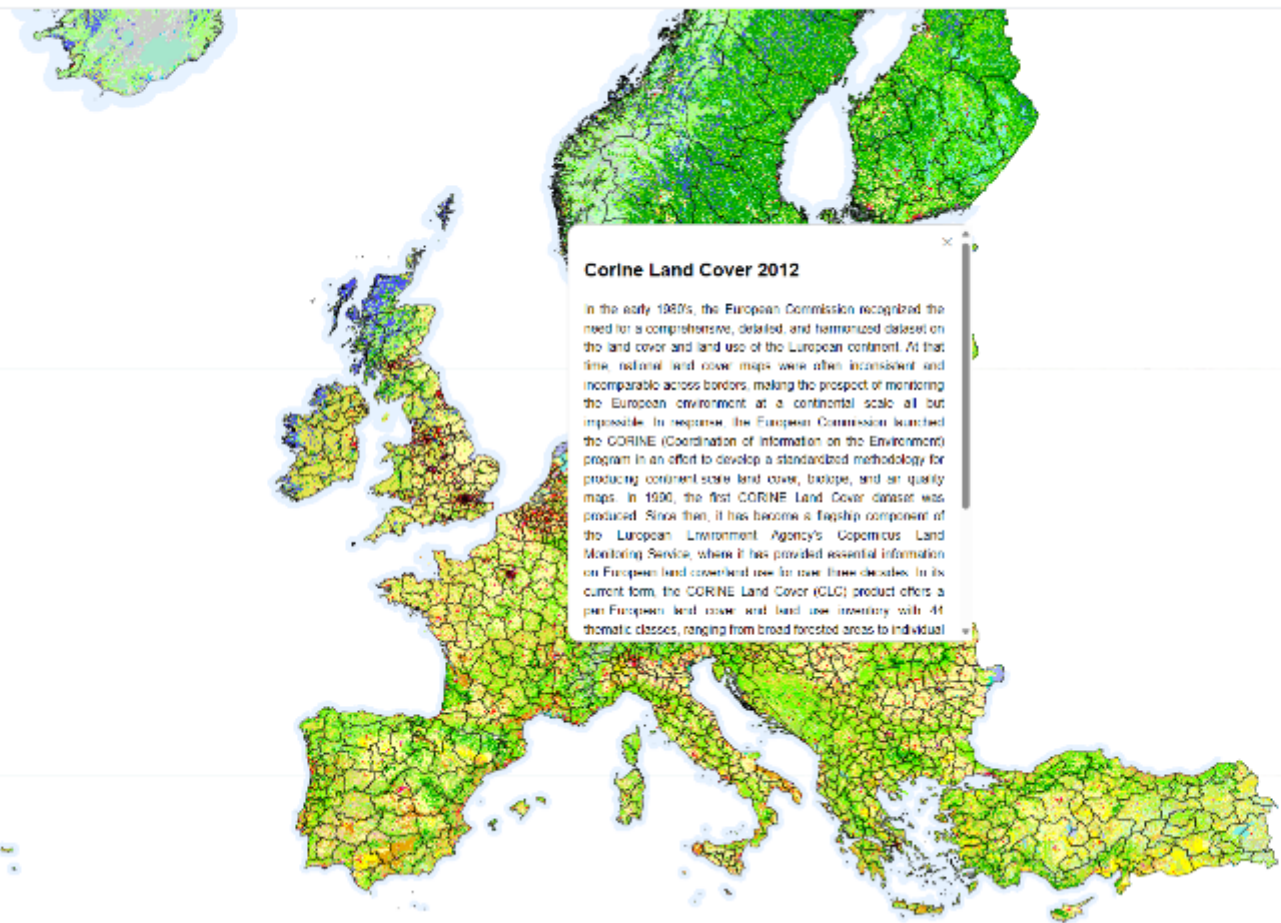 Corine Land Cover 2012
In the early 1980's, the European Commission recognized the
need for a comprehensive, detailed, and harmonized dataset on
the land cover and land use of the European continent. At that
time, national land cover maps were often inconsistent and
incomparable across borders, making the prospect of monitoring
the European environment at a continental scale all but
impossible. In response, the European Commission launched
the CORINE (Coordination of Information on the Environment)
program in an effort to develop a standardized methodology for
producing continent-scale land cover, biotope, and air quality
maps. In 1990, the first CORINE Land Cover dataset was
produced. Since then, it has become a flagship component of
the European Environment Agency's Copernicus Land
Monitoring Service, where it has provided essential information
on European land cover/land use for over three decades. In its
current form, the CORINE Land Cover (CLC) product offers a
pan-European land cover and land use inventory with 44
thematic classes, ranging from broad forested areas to individual